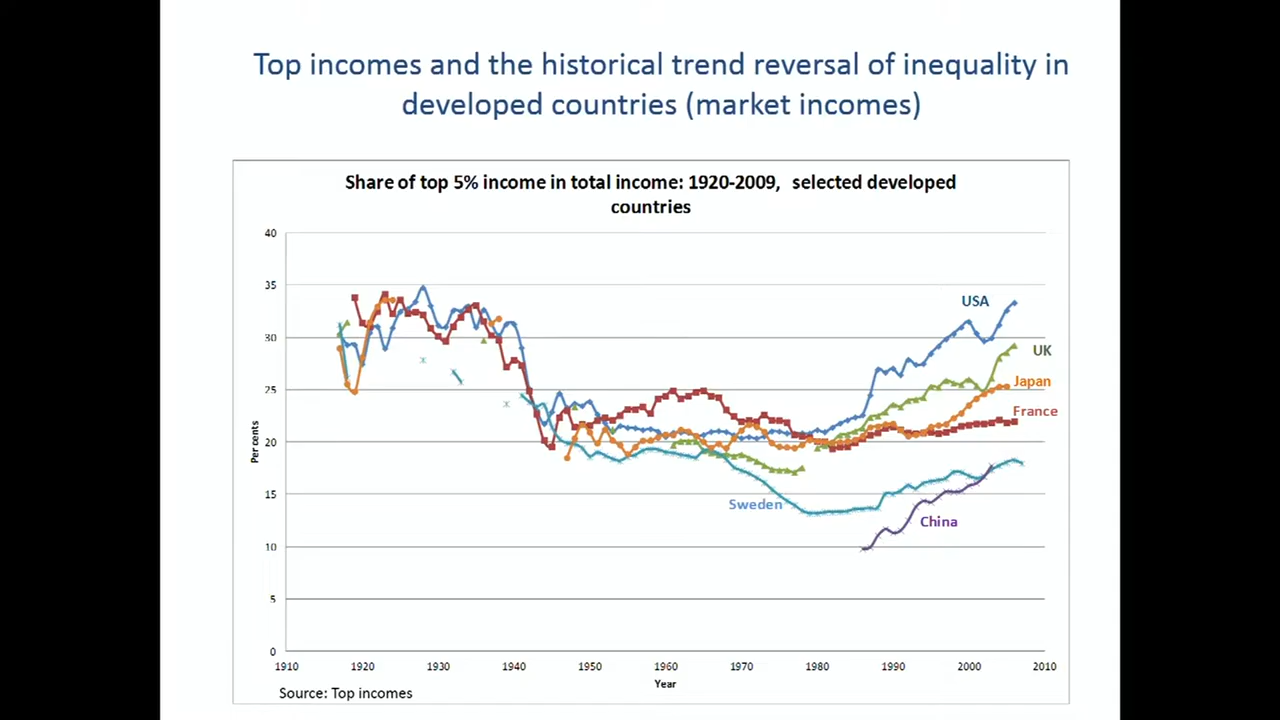 Top incomes and the historical trend reversal of inequality in
developed countries (market incomes)
Share of top 5% income in total income: 1920-2009, selected developed
countries
40
35
30
25
20
15
10
5
0
Per cents
USA
UK
Japan
France
Sweden
China
1910
1920
1930
1940
1950
1960
1970
1980
1990
2000
2010
Year
Source: Top incomes